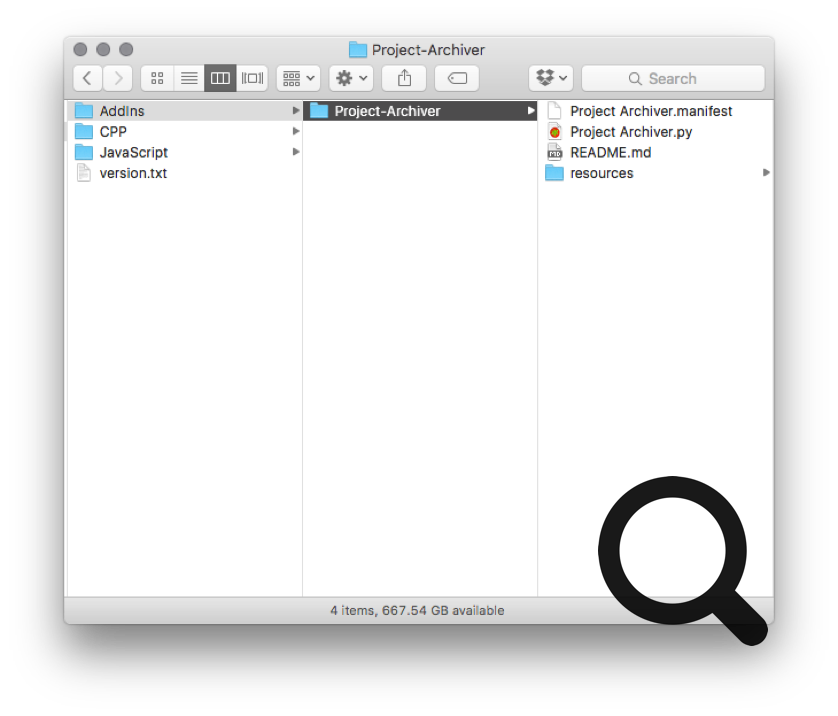 Project-Archiver
Search
AddIns
CPP
JavaScript
version.txt
Project-Archiver
Project Archiver.manifest
Project Archiver.py
README.md
resources
4 items, 667.54 GB available